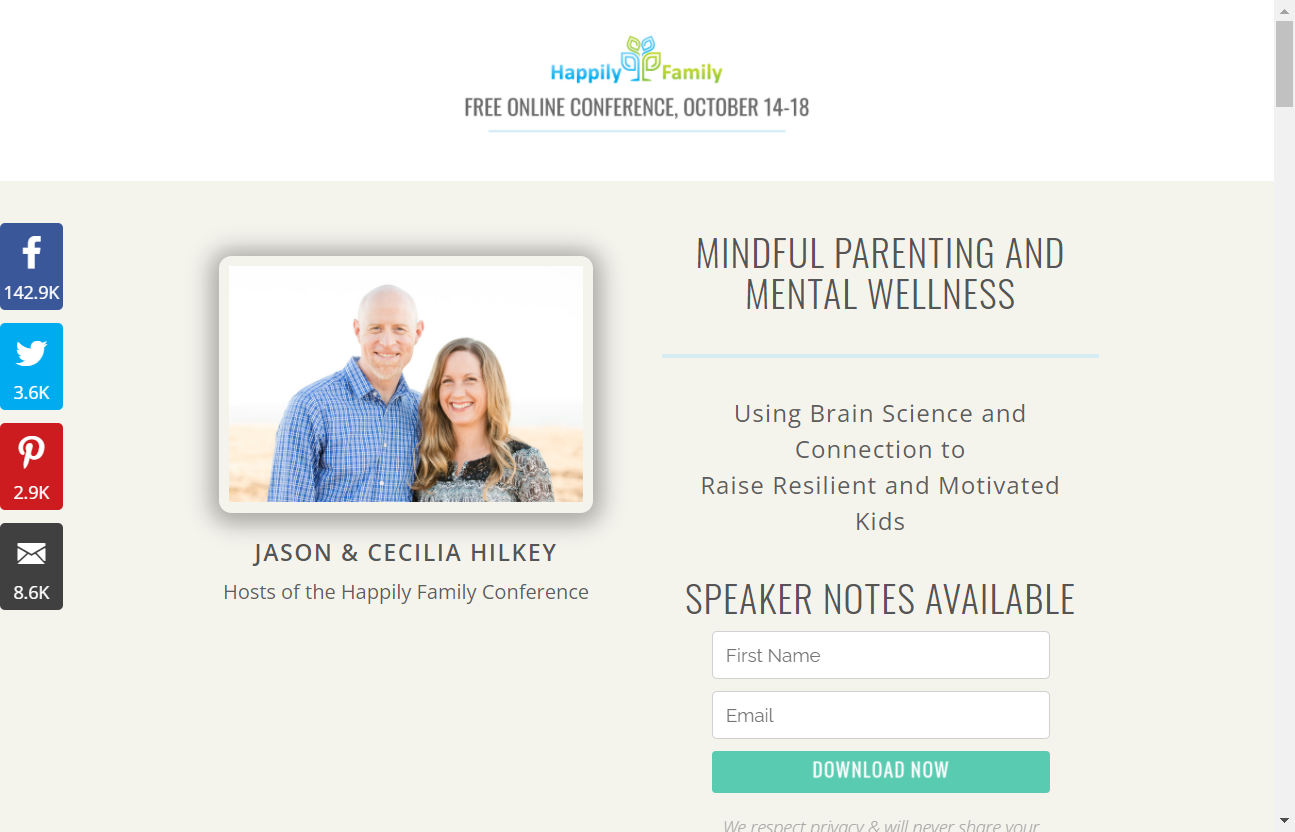 Happily Family
FREE ONLINE CONFERENCE, OCTOBER 14-18
142.9K
3.6K
2.9K
8.6K
JASON & CECILIA HILKEY
Hosts of the Happily Family Conference
MINDFUL PARENTING AND
MENTAL WELLNESS
Using Brain Science and
Connection to
Raise Resilient and Motivated
Kids
SPEAKER NOTES AVAILABLE
First Name
Email
DOWNLOAD NOW
We respect privacy & will never share your